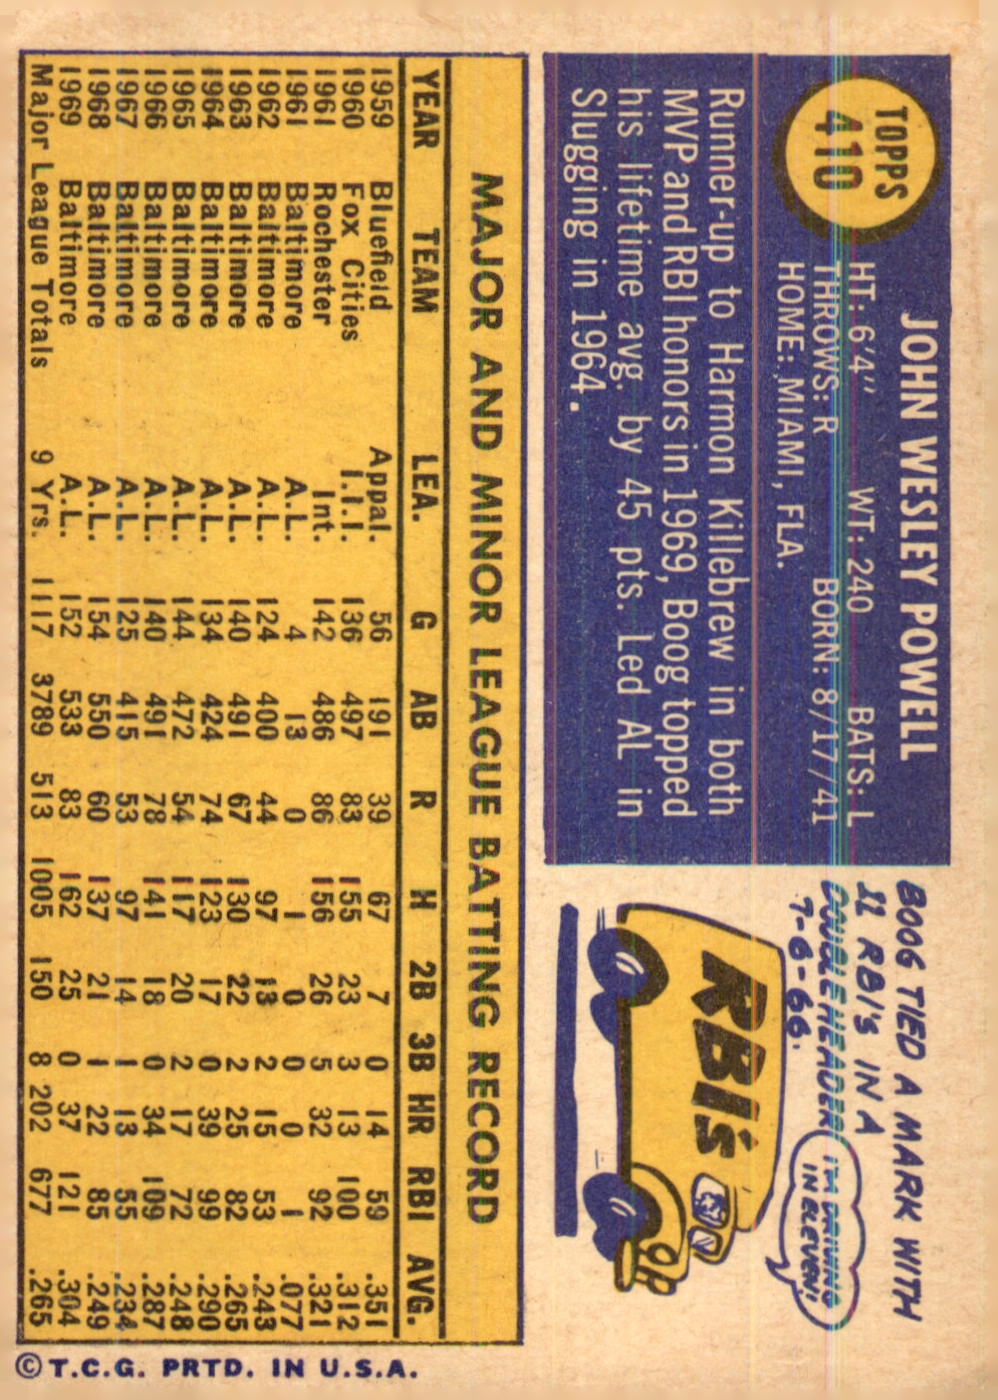 TOPPS
410
JOHN WESLEY POWELL
HT: 6'4" WT: 240 BATS: L
THROWS: R BORN: 8/17/41
HOME: MIAMI, FLA.
Runner-up to Harmon Killebrew in both
MVP and RBI honors in 1969, Boog topped
his lifetime avg. by 45 pts. Led AL in
Slugging in 1964.
BOOG TIED A MARK WITH
11 RBI'S IN A
DOUBLEHEADER!
7-6-66.
I'M DRIVING
IN ELEVEN!
RBI's
MAJOR AND MINOR LEAGUE BATTING RECORD
YEAR TEAM LEA. G AB R H 2B 3B HR RBI AVG.
1959 Bluefield Appal. 56 191 39 67 7 0 14 59 .351
1960 Fox Cities I.I.I. 136 497 83 155 23 3 13 100 .312
1961 Rochester Int. 142 486 86 156 26 5 32 92 .321
1961 Baltimore A.L. 4 13 0 1 0 0 0 1 .077
1962 Baltimore A.L. 124 400 44 97 13 2 15 53 .243
1963 Baltimore A.L. 140 491 67 130 22 2 25 82 .265
1964 Baltimore A.L. 134 424 74 123 17 0 39 99 .290
1965 Baltimore A.L. 144 472 54 117 20 2 17 72 .248
1966 Baltimore A.L. 140 491 78 141 18 0 34 109 .287
1967 Baltimore A.L. 125 415 53 97 14 1 13 55 .234
1968 Baltimore A.L. 154 550 60 137 21 1 22 85 .249
1969 Baltimore A.L. 152 533 83 162 25 0 37 121 .304
Major League Totals 9 Yrs. 1117 3789 513 1005 150 8 202 677 .265
© T.C.G. PRTD. IN U.S.A.